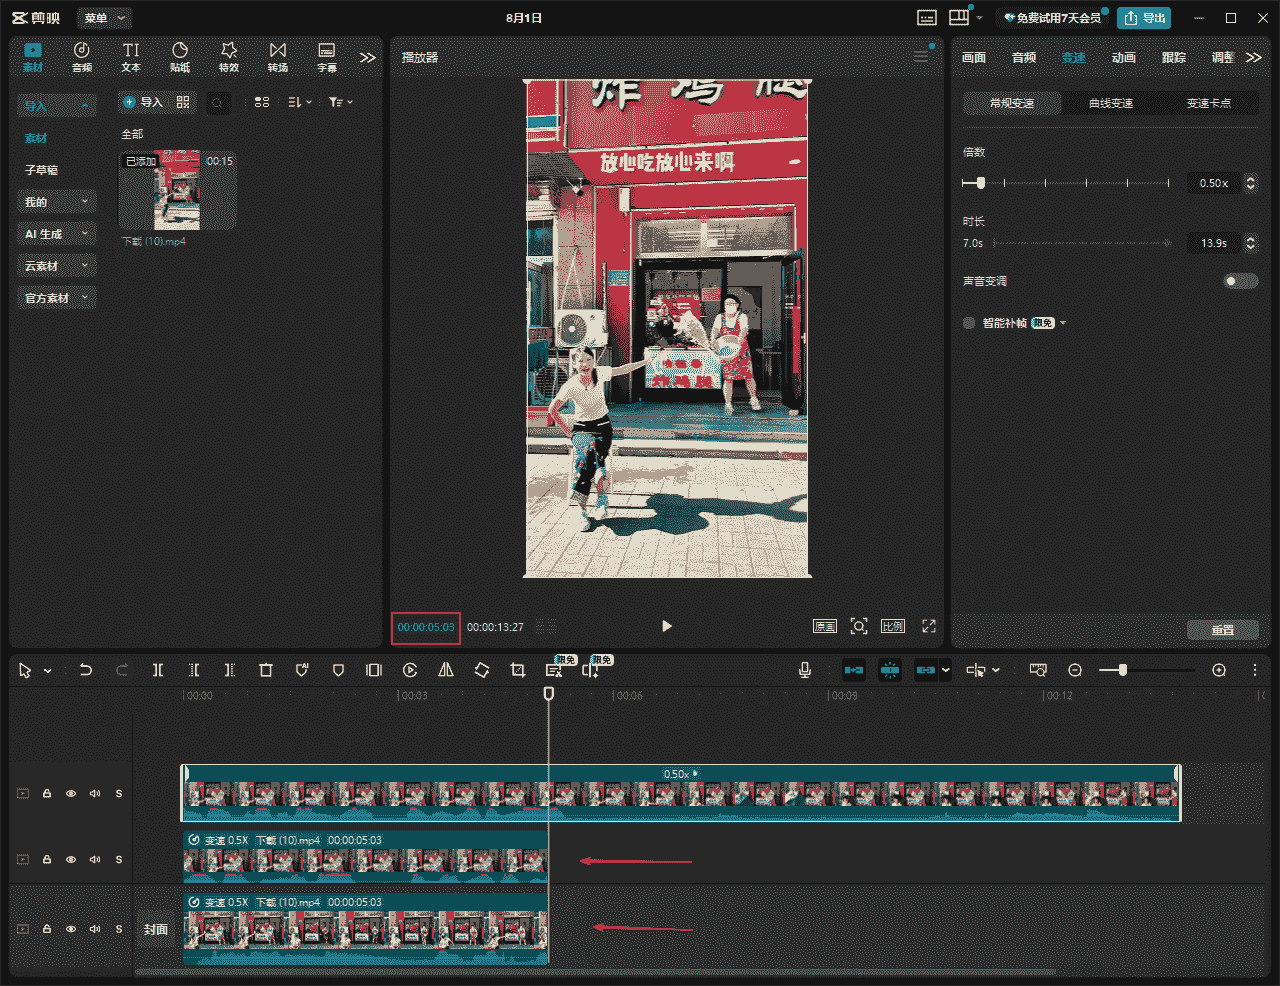 剪映 菜单 8月1日 免费试用7天会员 导出
素材 音频 文本 贴纸 特效 转场 字幕
播放器
画面 音频 变速 动画 跟踪 调整
导入 导入
常规变速 曲线变速 变速卡点
全部
素材
已添加 00:15
子草稿
我的
AI 生成
云素材
官方素材
下载 (10).mp4
倍数
0.50x
时长
7.0s 13.9s
声音变调
智能补帧 限免
炸鸡腿
放心吃放心来啊
00:00:05:03 00:00:13:27
原画 比例
重置
限免 限免
00:00 00:03 00:06 00:09 00:12
0.50x
S
变速 0.5X 下载 (10).mp4 00:00:05:03
S
变速 0.5X 下载 (10).mp4 00:00:05:03
S
封面